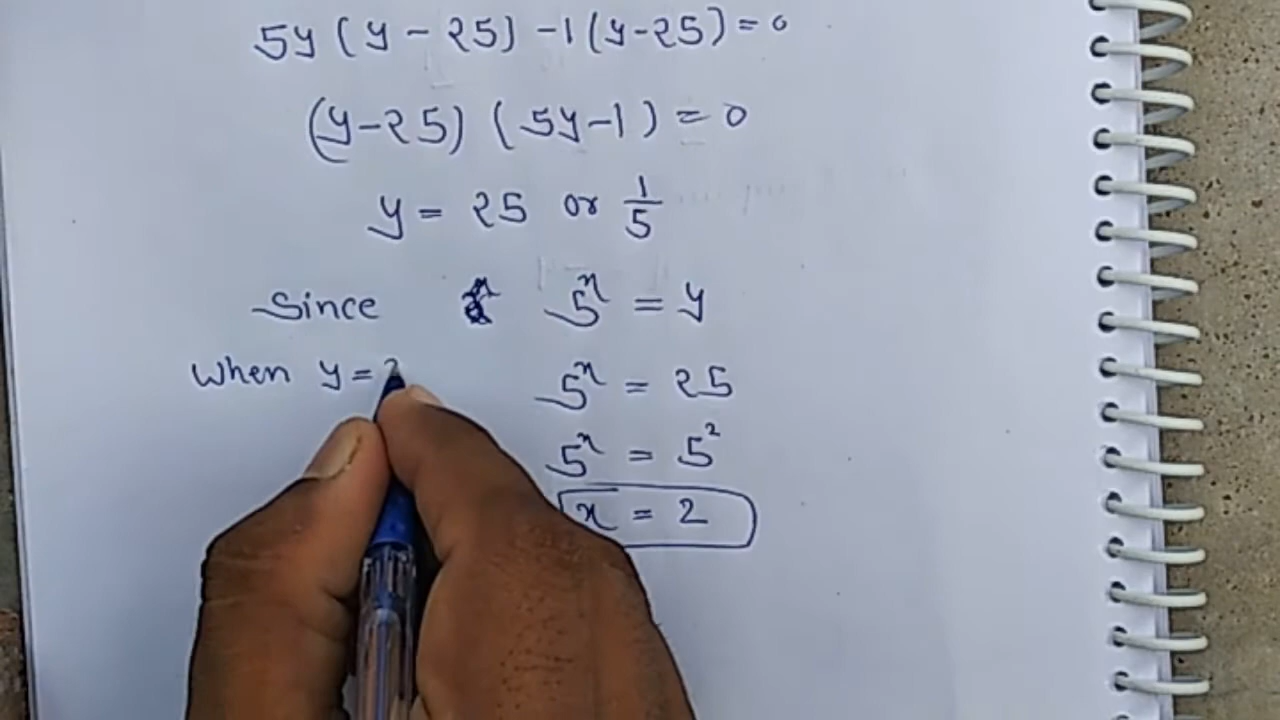 5y (y - 25) -1 (y-25) = 0
(y-25) (5y-1) = 0
y = 25 or 1/5
Since 5^x = y
When y = 5^x = 25
5^x = 5^2
x = 2